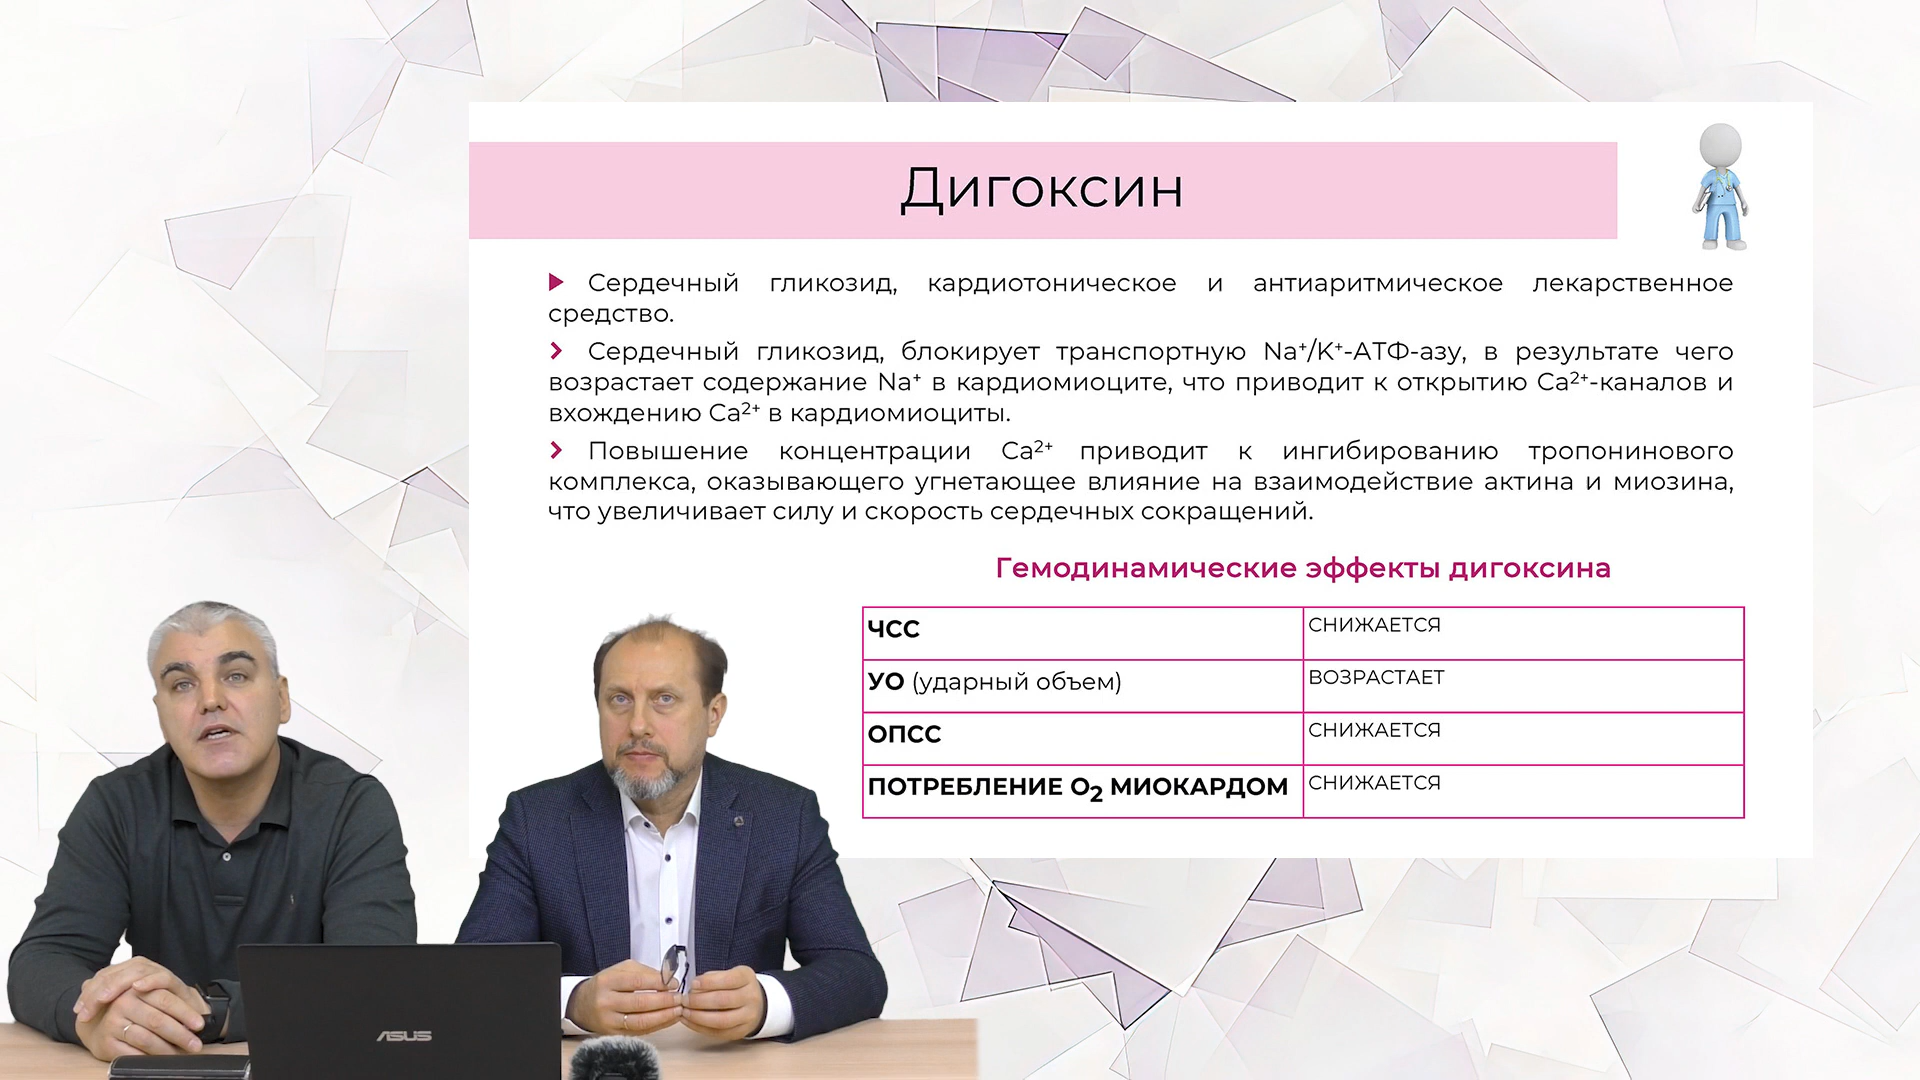 Дигоксин
Сердечный гликозид, кардиотоническое и антиаритмическое лекарственное
средство.
Сердечный гликозид, блокирует транспортную Na⁺/K⁺-АТФ-азу, в результате чего
возрастает содержание Na⁺ в кардиомиоците, что приводит к открытию Ca²⁺-каналов и
вхождению Ca²⁺ в кардиомиоциты.
Повышение концентрации Ca²⁺ приводит к ингибированию тропонинового
комплекса, оказывающего угнетающее влияние на взаимодействие актина и миозина,
что увеличивает силу и скорость сердечных сокращений.
Гемодинамические эффекты дигоксина
ЧСС СНИЖАЕТСЯ
УО (ударный объем) ВОЗРАСТАЕТ
ОПСС СНИЖАЕТСЯ
ПОТРЕБЛЕНИЕ О₂ МИОКАРДОМ СНИЖАЕТСЯ
ASUS